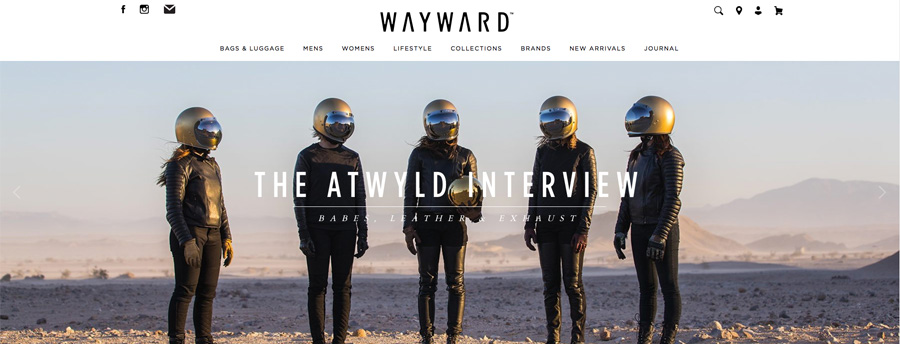 WAYWARD™
BAGS & LUGGAGE MENS WOMENS LIFESTYLE COLLECTIONS BRANDS NEW ARRIVALS JOURNAL
THE ATWYLD INTERVIEW
BABES, LEATHER & EXHAUST